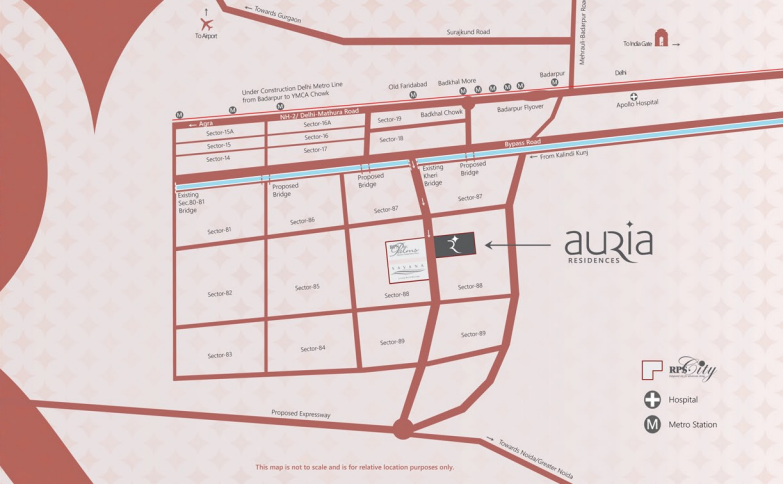 ← Towards Gurgaon
To Airport
Surajkund Road
Mehrauli-Badarpur Road
To India Gate →
Under Construction Delhi Metro Line
from Badarpur to YMCA Chowk
Old Faridabad
Badkhal More
Badarpur
Delhi
Apollo Hospital
M
M
M
M
M
M
M
M
M
M
← Agra
NH-2/ Delhi-Mathura Road
Badkhal Chowk
Badarpur Flyover
Sector-15A
Sector-16A
Sector-19
Sector-15
Sector-16
Sector-18
Sector-14
Sector-17
Bypass Road
← From Kalindi Kunj
Existing
Sec.80-81
Bridge
Proposed
Bridge
Proposed
Bridge
Existing
Kheri
Bridge
Proposed
Bridge
Sector-81
Sector-86
Sector-87
Sector-87
auria
RESIDENCES
Palms
Sector-82
Sector-85
Sector-88
Sector-88
Sector-83
Sector-84
Sector-89
Sector-89
RPS City
Hospital
M
Metro Station
Proposed Expressway
→ Towards Noida/Greater Noida
This map is not to scale and is for relative location purposes only.